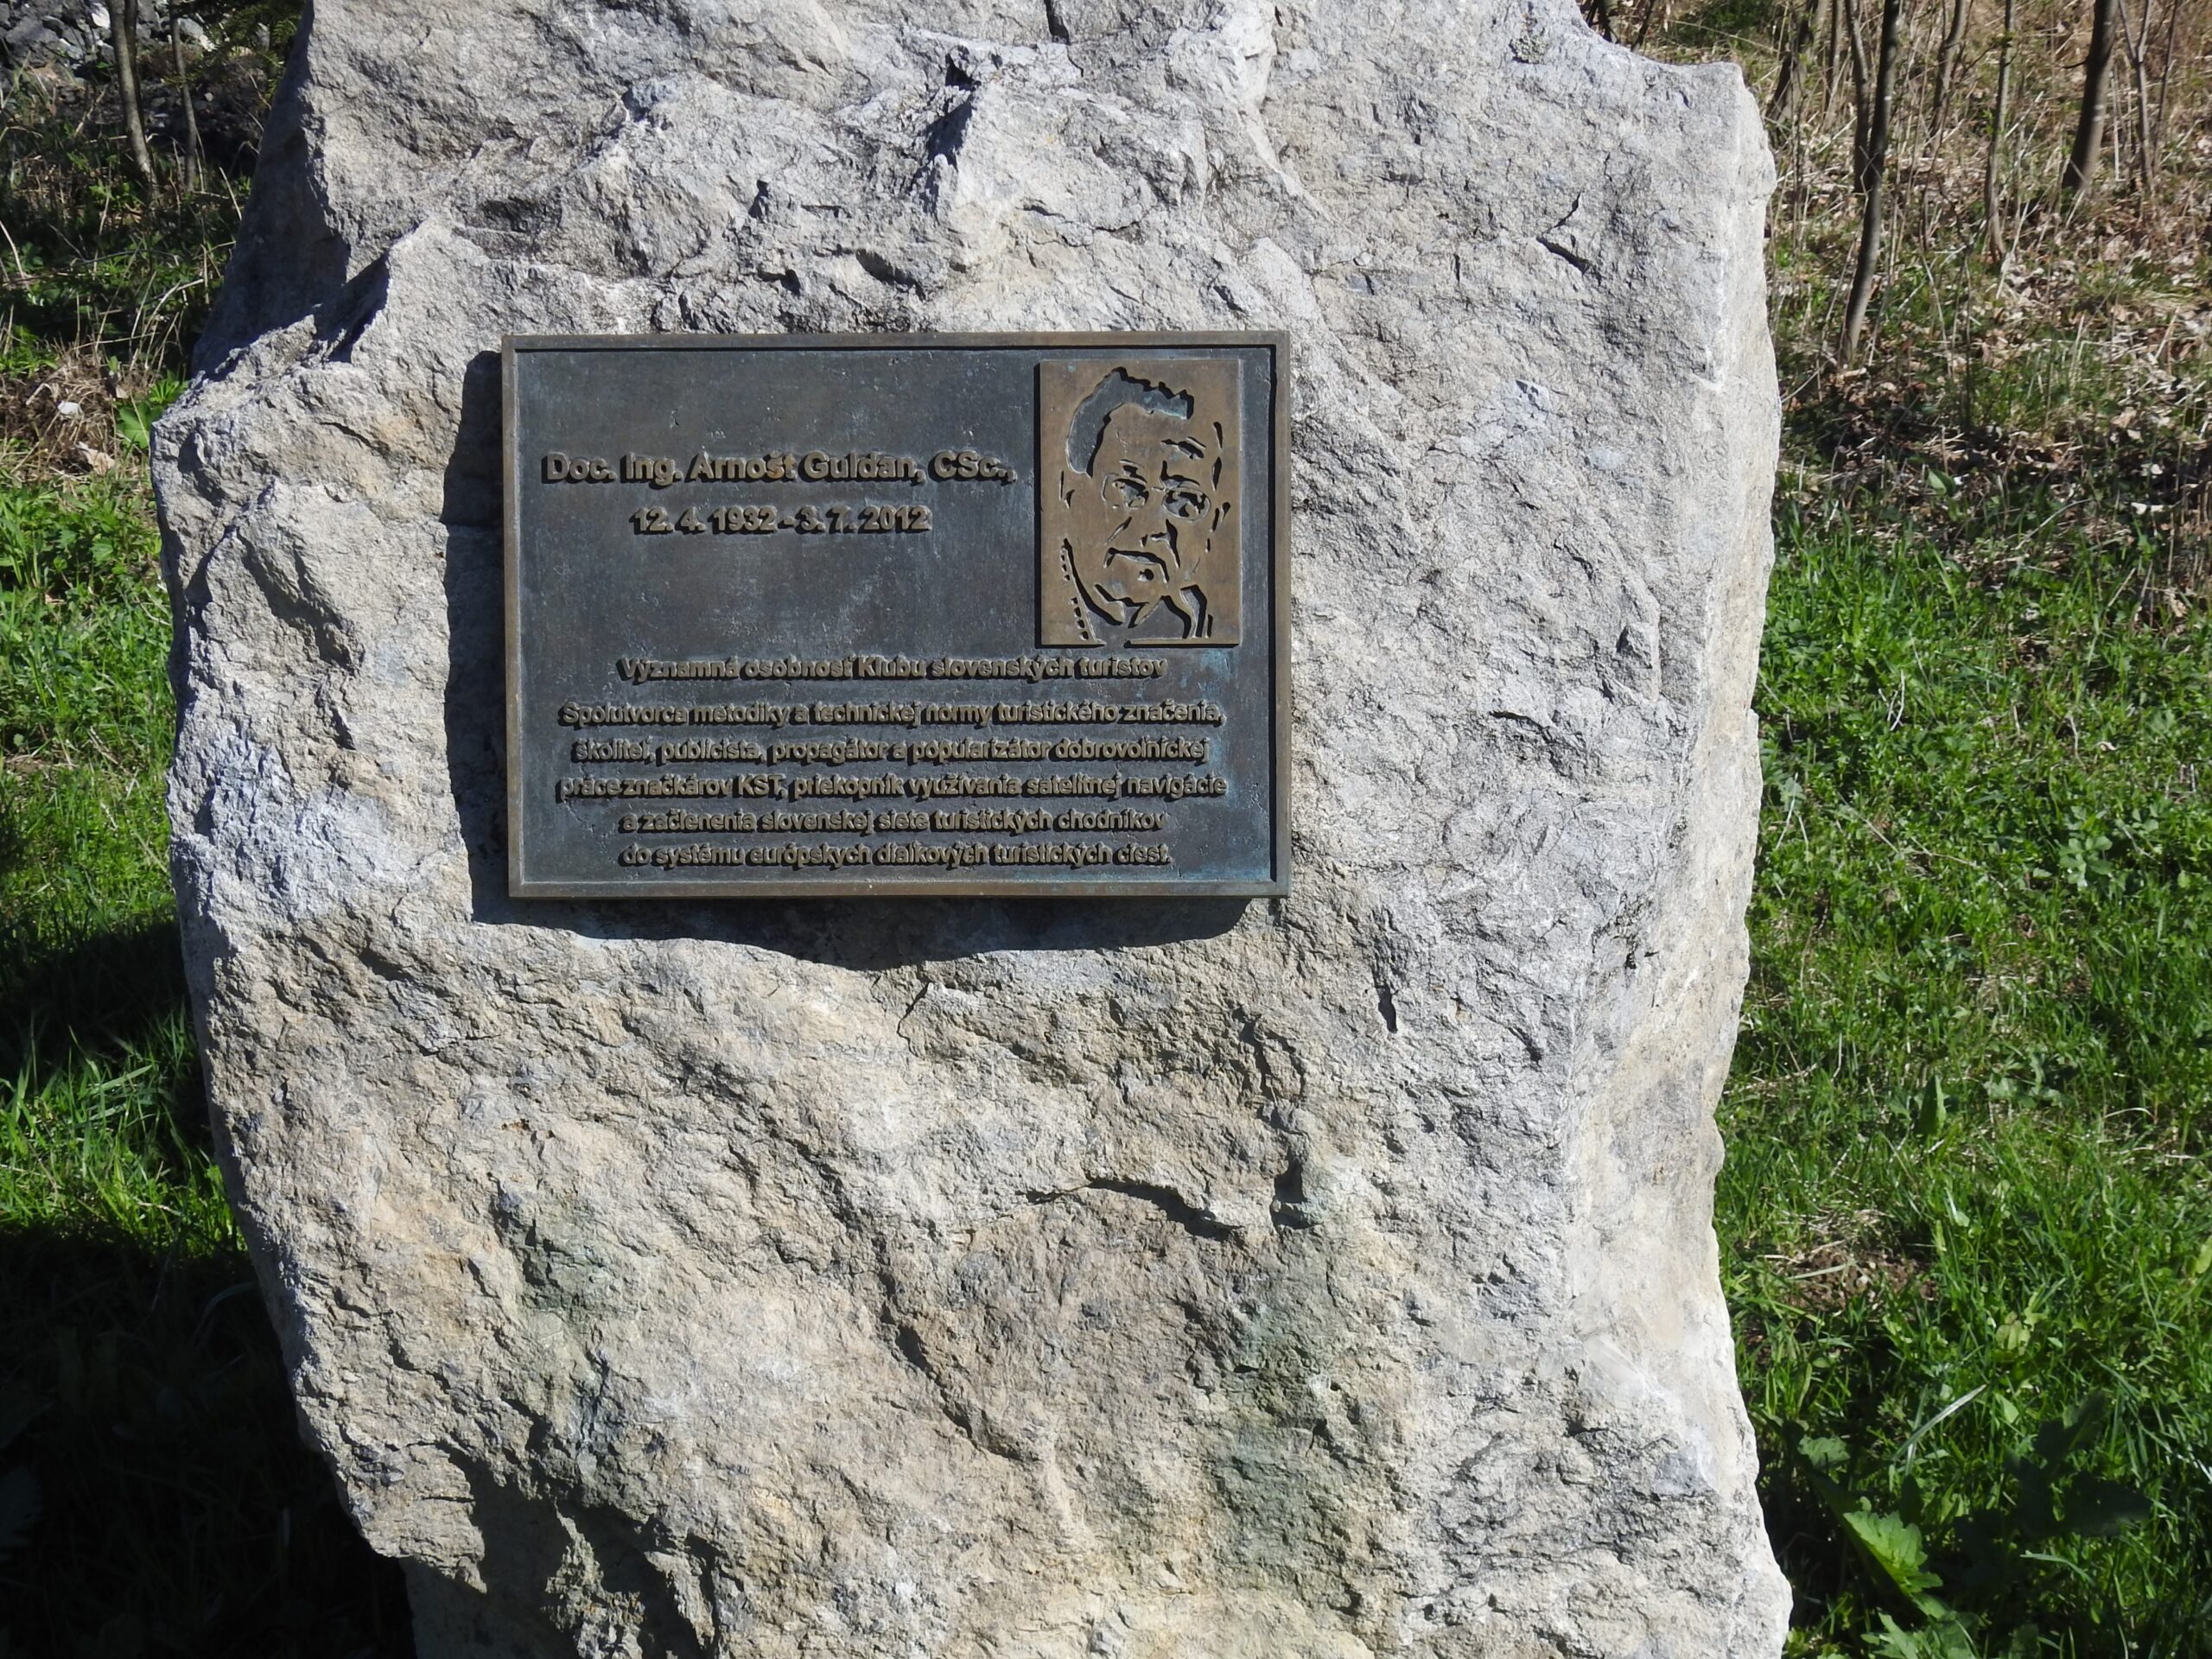 Doc. Ing. Arnošt Guldan, CSc.,
12. 4. 1932 - 3. 7. 2012
Významná osobnosť Klubu slovenských turistov
Spolutvorca metodiky a technickej normy turistického značenia,
školiteľ, publicista, propagátor a popularizátor dobrovoľníckej
práce značkárov KST, priekopník využívania satelitnej navigácie
a začlenenia slovenskej siete turistických chodníkov
do systému európskych diaľkových turistických ciest.